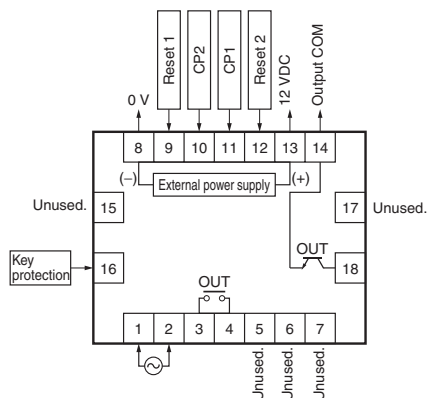 Reset 1
CP2
CP1
Reset 2
12 VDC
Output COM
0 V
8
9
10
11
12
13
14
(−)
External power supply
(+)
Unused.
15
17
Unused.
Key
protection
16
OUT
18
OUT
1
2
3
4
5
6
7
Unused.
Unused.
Unused.